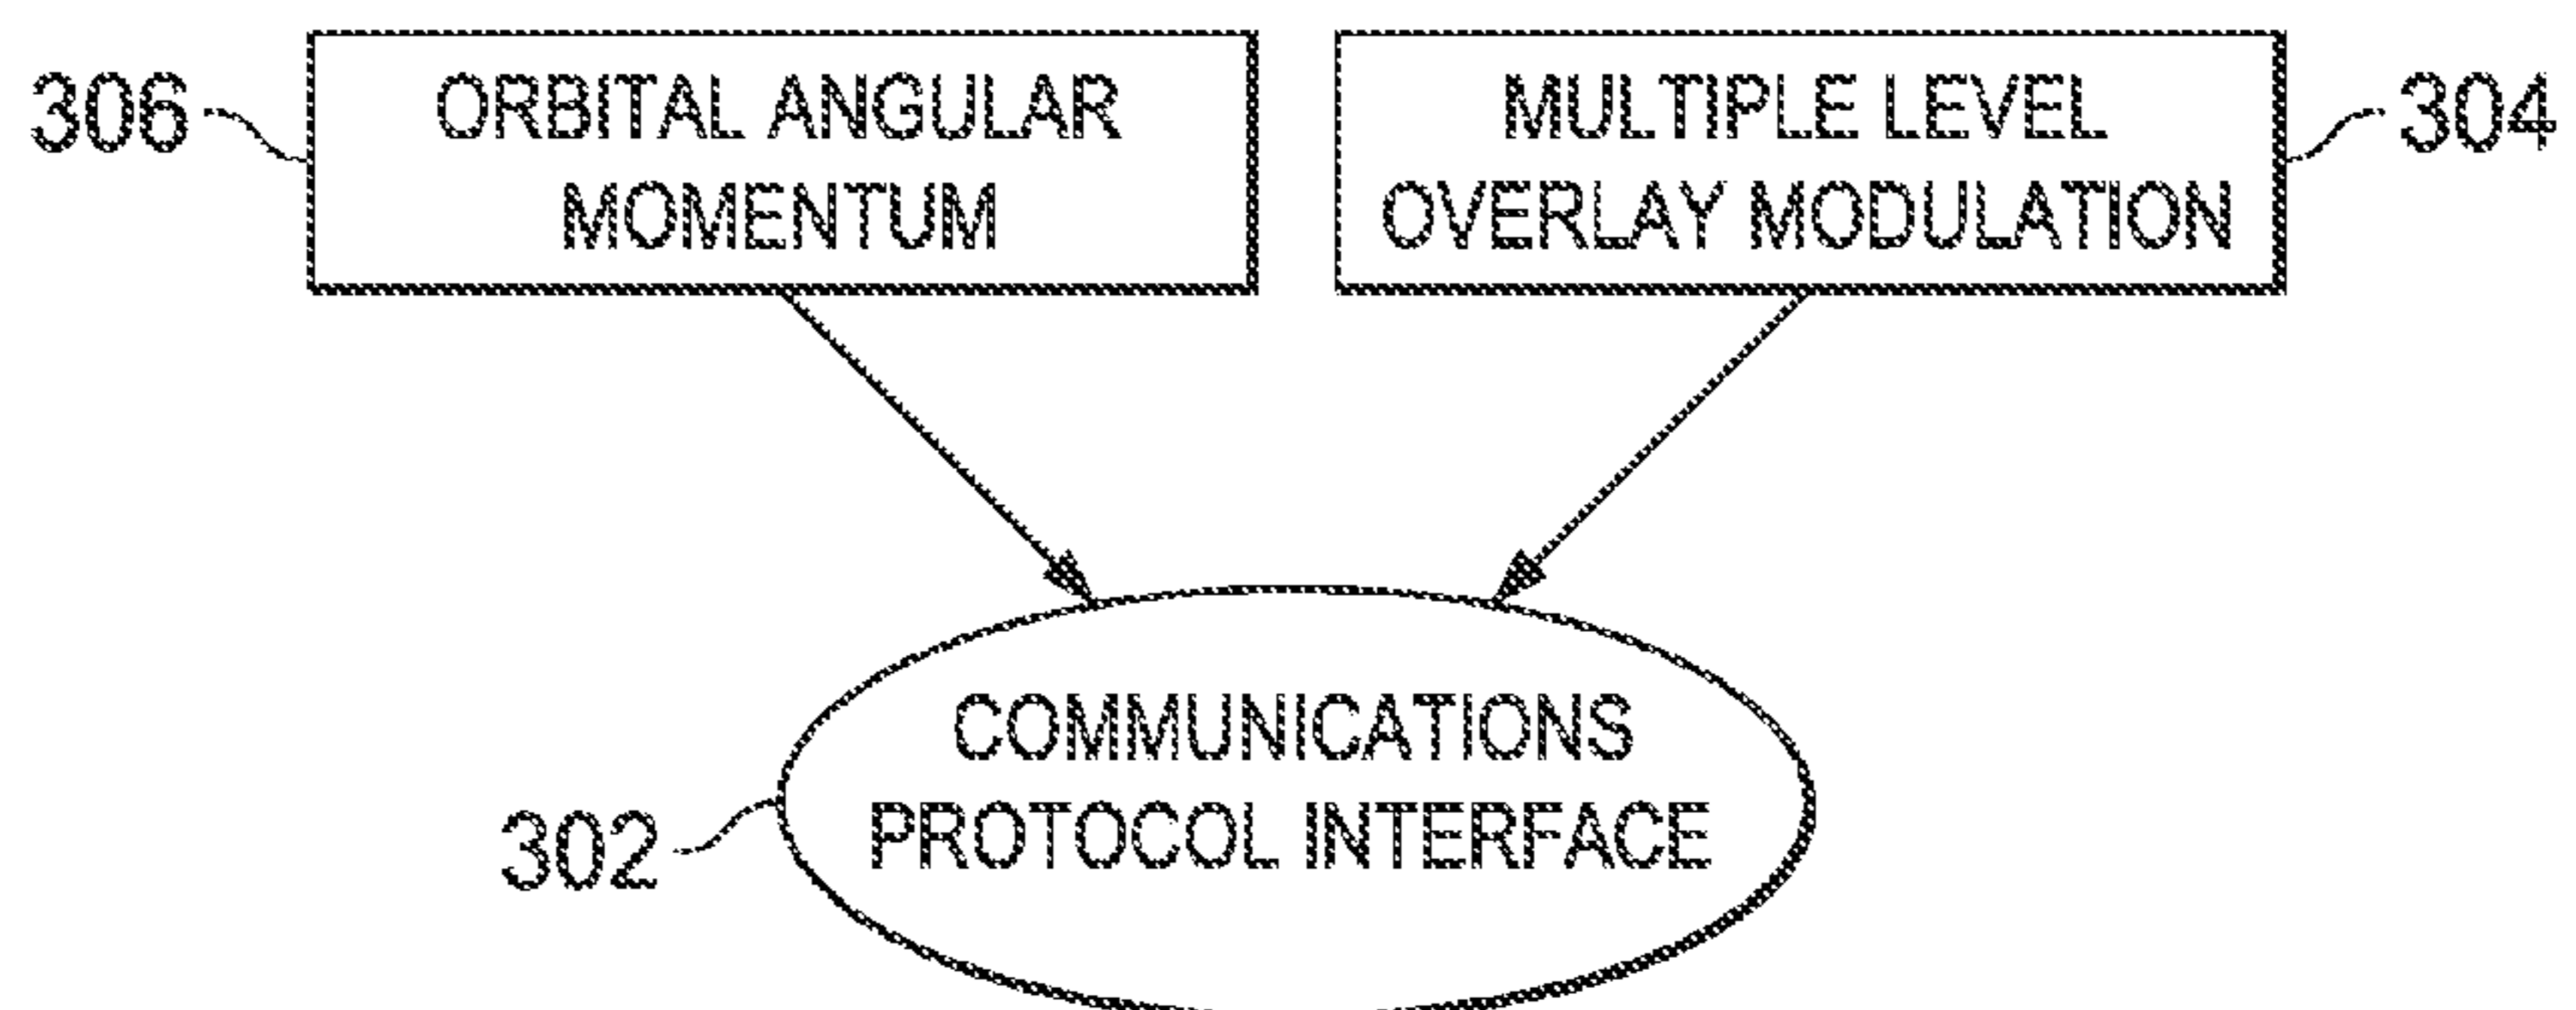 306
ORBITAL ANGULAR
MOMENTUM
MULTIPLE LEVEL
OVERLAY MODULATION
304
COMMUNICATIONS
PROTOCOL INTERFACE
302